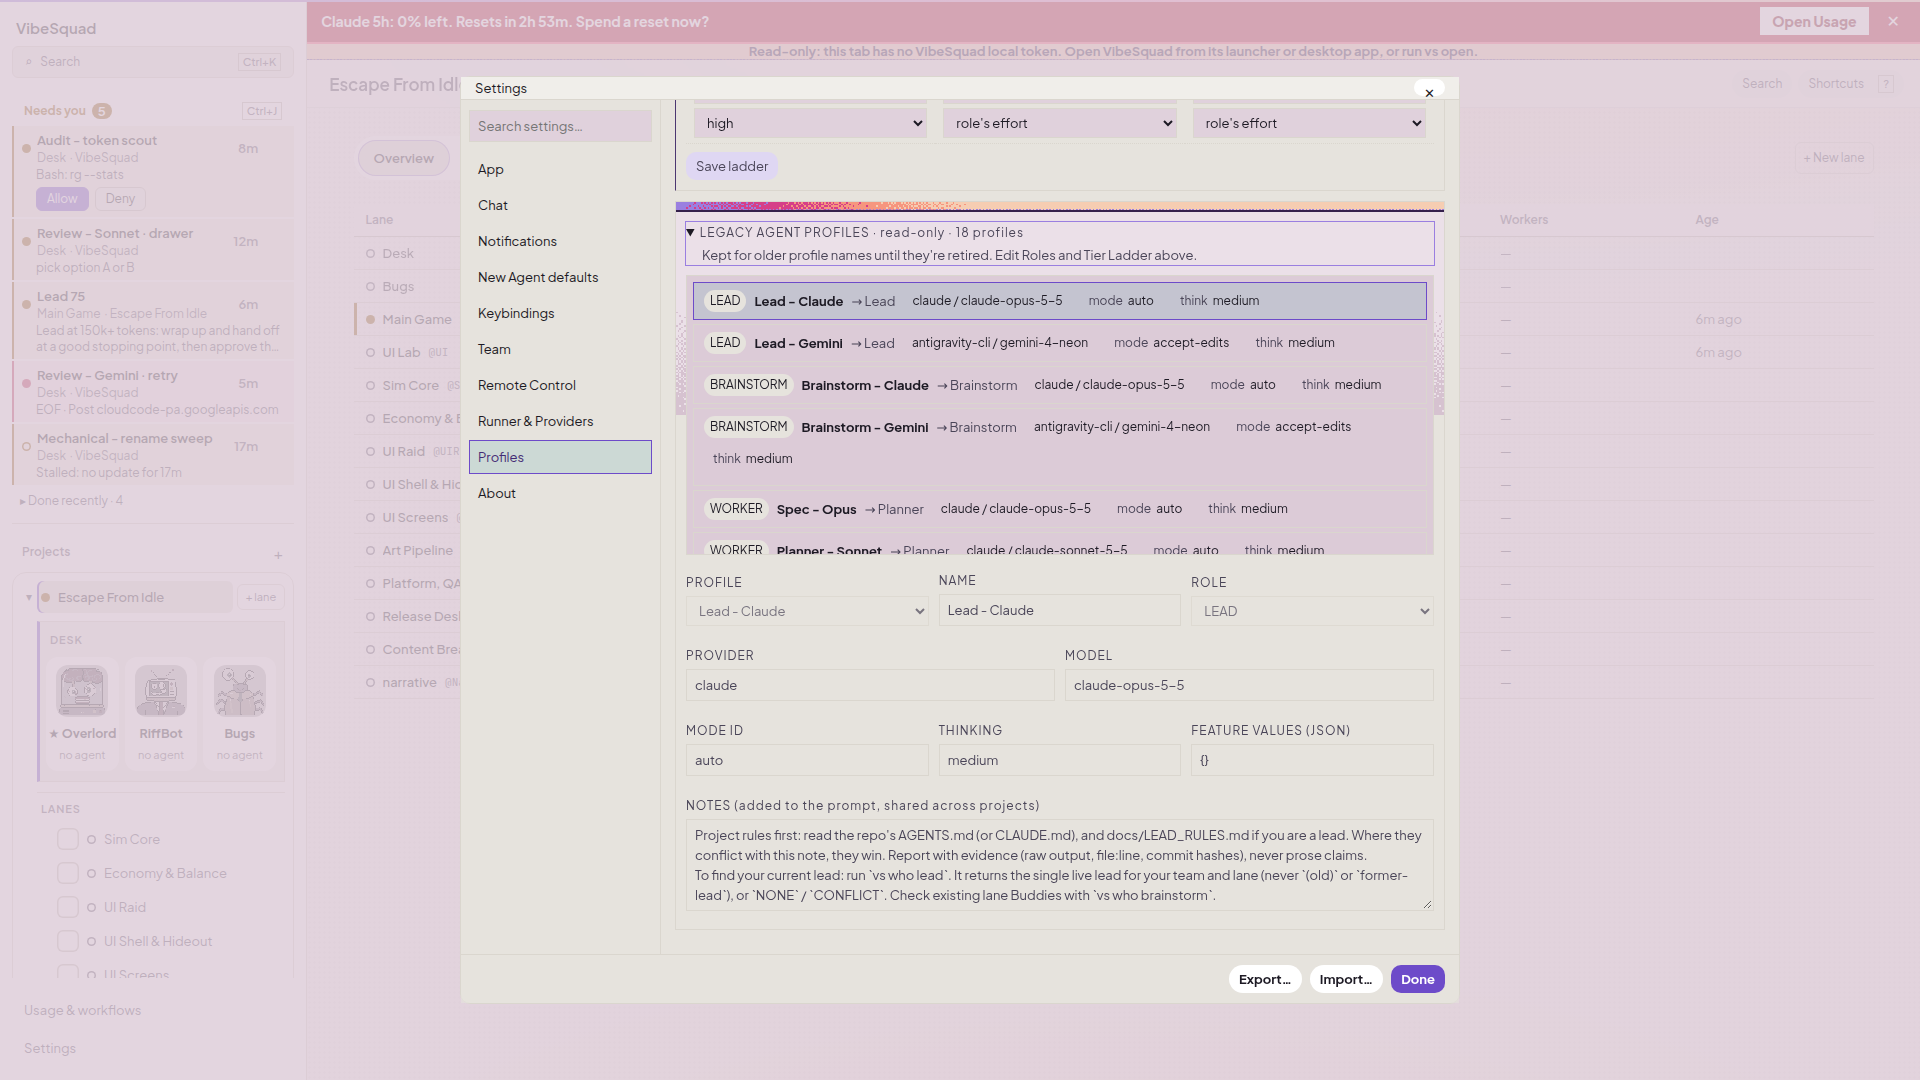 VibeSquad
Search
Ctrl+K
Needs you 5
Ctrl+J
Audit - token scout 8m
Desk · VibeSquad
Bash: rg --stats
Allow Deny
Review - Sonnet · drawer 12m
Desk · VibeSquad
pick option A or B
Lead 75 6m
Main Game · Escape From Idle
Lead at 150k+ tokens: wrap up and hand off
at a good stopping point, then approve th...
Review - Gemini · retry 5m
Desk · VibeSquad
EOF · Post cloudcode-pa.googleapis.com
Mechanical - rename sweep 17m
Desk · VibeSquad
Stalled: no update for 17m
▸ Done recently · 4
Projects +
▾ Escape From Idle + lane
DESK
★ Overlord RiffBot Bugs
no agent no agent no agent
LANES
Sim Core
Economy & Balance
UI Raid
UI Shell & Hideout
UI Screens
Usage & workflows
Settings
Claude 5h: 0% left. Resets in 2h 53m. Spend a reset now?
Open Usage ×
Read-only: this tab has no VibeSquad local token. Open VibeSquad from its launcher or desktop app, or run vs open.
Escape From Idl
Search Shortcuts ?
Overview
+ New lane
Lane Workers Age
Desk —
Bugs —
Main Game — 6m ago
UI Lab @UI — 6m ago
Sim Core @S —
Economy & B —
UI Raid @UIR —
UI Shell & Hid —
UI Screens —
Art Pipeline —
Platform, QA —
Release Des —
Content Brea —
narrative @N —
Settings ×
Search settings...
App
Chat
Notifications
New Agent defaults
Keybindings
Team
Remote Control
Runner & Providers
Profiles
About
high role's effort role's effort
Save ladder
▼ LEGACY AGENT PROFILES · read-only · 18 profiles
Kept for older profile names until they're retired. Edit Roles and Tier Ladder above.
LEAD Lead - Claude → Lead claude / claude-opus-5-5 mode auto think medium
LEAD Lead - Gemini → Lead antigravity-cli / gemini-4-neon mode accept-edits think medium
BRAINSTORM Brainstorm - Claude → Brainstorm claude / claude-opus-5-5 mode auto think medium
BRAINSTORM Brainstorm - Gemini → Brainstorm antigravity-cli / gemini-4-neon mode accept-edits
think medium
WORKER Spec - Opus → Planner claude / claude-opus-5-5 mode auto think medium
WORKER Planner - Sonnet → Planner claude / claude-sonnet-5-5 mode auto think medium
PROFILE NAME ROLE
Lead - Claude Lead - Claude LEAD
PROVIDER MODEL
claude claude-opus-5-5
MODE ID THINKING FEATURE VALUES (JSON)
auto medium {}
NOTES (added to the prompt, shared across projects)
Project rules first: read the repo's AGENTS.md (or CLAUDE.md), and docs/LEAD_RULES.md if you are a lead. Where they
conflict with this note, they win. Report with evidence (raw output, file:line, commit hashes), never prose claims.
To find your current lead: run `vs who lead`. It returns the single live lead for your team and lane (never `(old)` or `former-
lead`), or `NONE` / `CONFLICT`. Check existing lane Buddies with `vs who brainstorm`.
Export... Import... Done